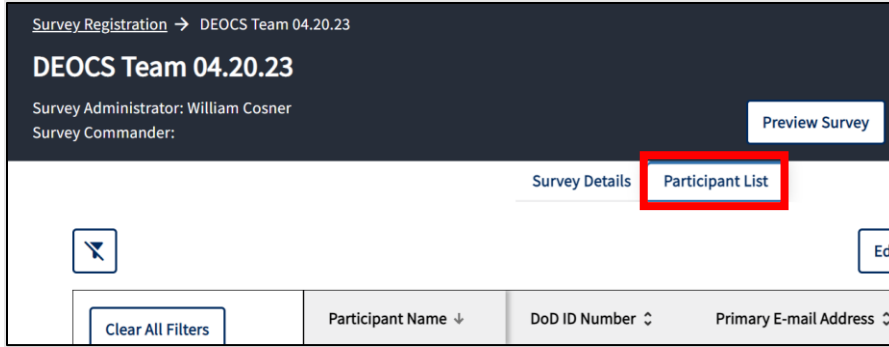 Survey Registration → DEOCS Team 04.20.23
DEOCS Team 04.20.23
Survey Administrator: William Cosner
Survey Commander:
Preview Survey
Survey Details Participant List
Ed
Clear All Filters Participant Name ↓ DoD ID Number Primary E-mail Address